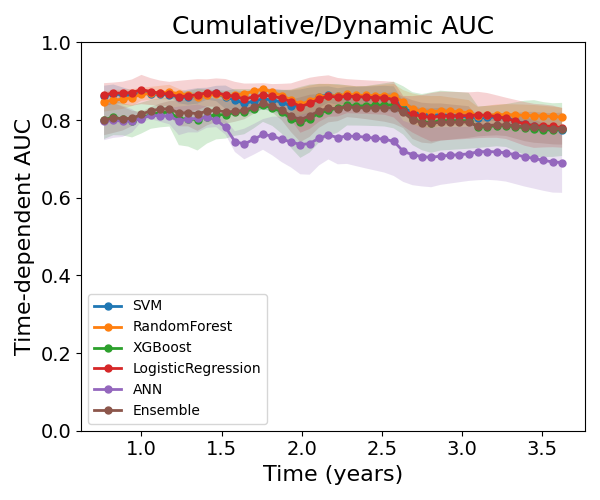 Cumulative/Dynamic AUC
Time-dependent AUC
1.0
0.8
0.6
0.4
0.2
0.0
SVM
RandomForest
XGBoost
LogisticRegression
ANN
Ensemble
1.0 1.5 2.0 2.5 3.0 3.5
Time (years)